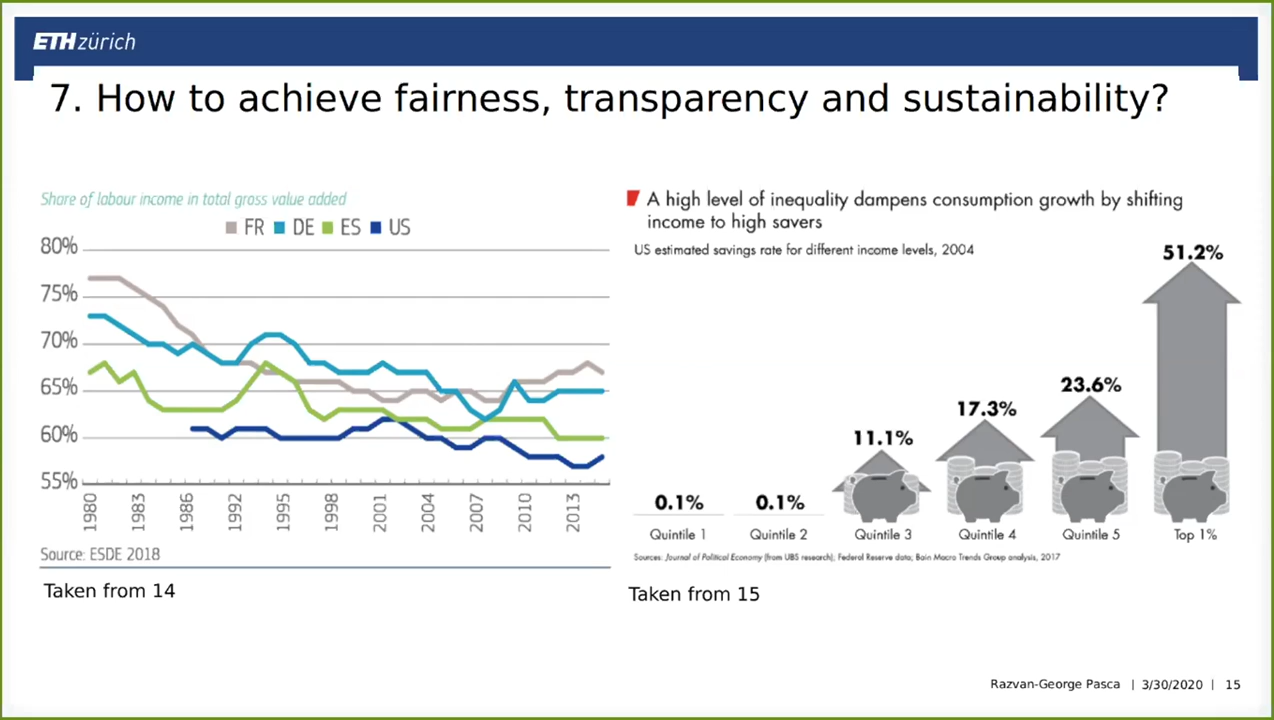 ETH zürich
7. How to achieve fairness, transparency and sustainability?
Share of labour income in total gross value added
FR DE ES US
80%
75%
70%
65%
60%
55%
1980 1983 1986 1992 1995 1998 2001 2004 2007 2010 2013
Source: ESDE 2018
Taken from 14
A high level of inequality dampens consumption growth by shifting
income to high savers
US estimated savings rate for different income levels, 2004
0.1% 0.1% 11.1% 17.3% 23.6% 51.2%
Quintile 1 Quintile 2 Quintile 3 Quintile 4 Quintile 5 Top 1%
Sources: Journal of Political Economy (from UBS research); Federal Reserve data; Bain Macro Trends Group analysis, 2017
Taken from 15
Razvan-George Pasca | 3/30/2020 | 15